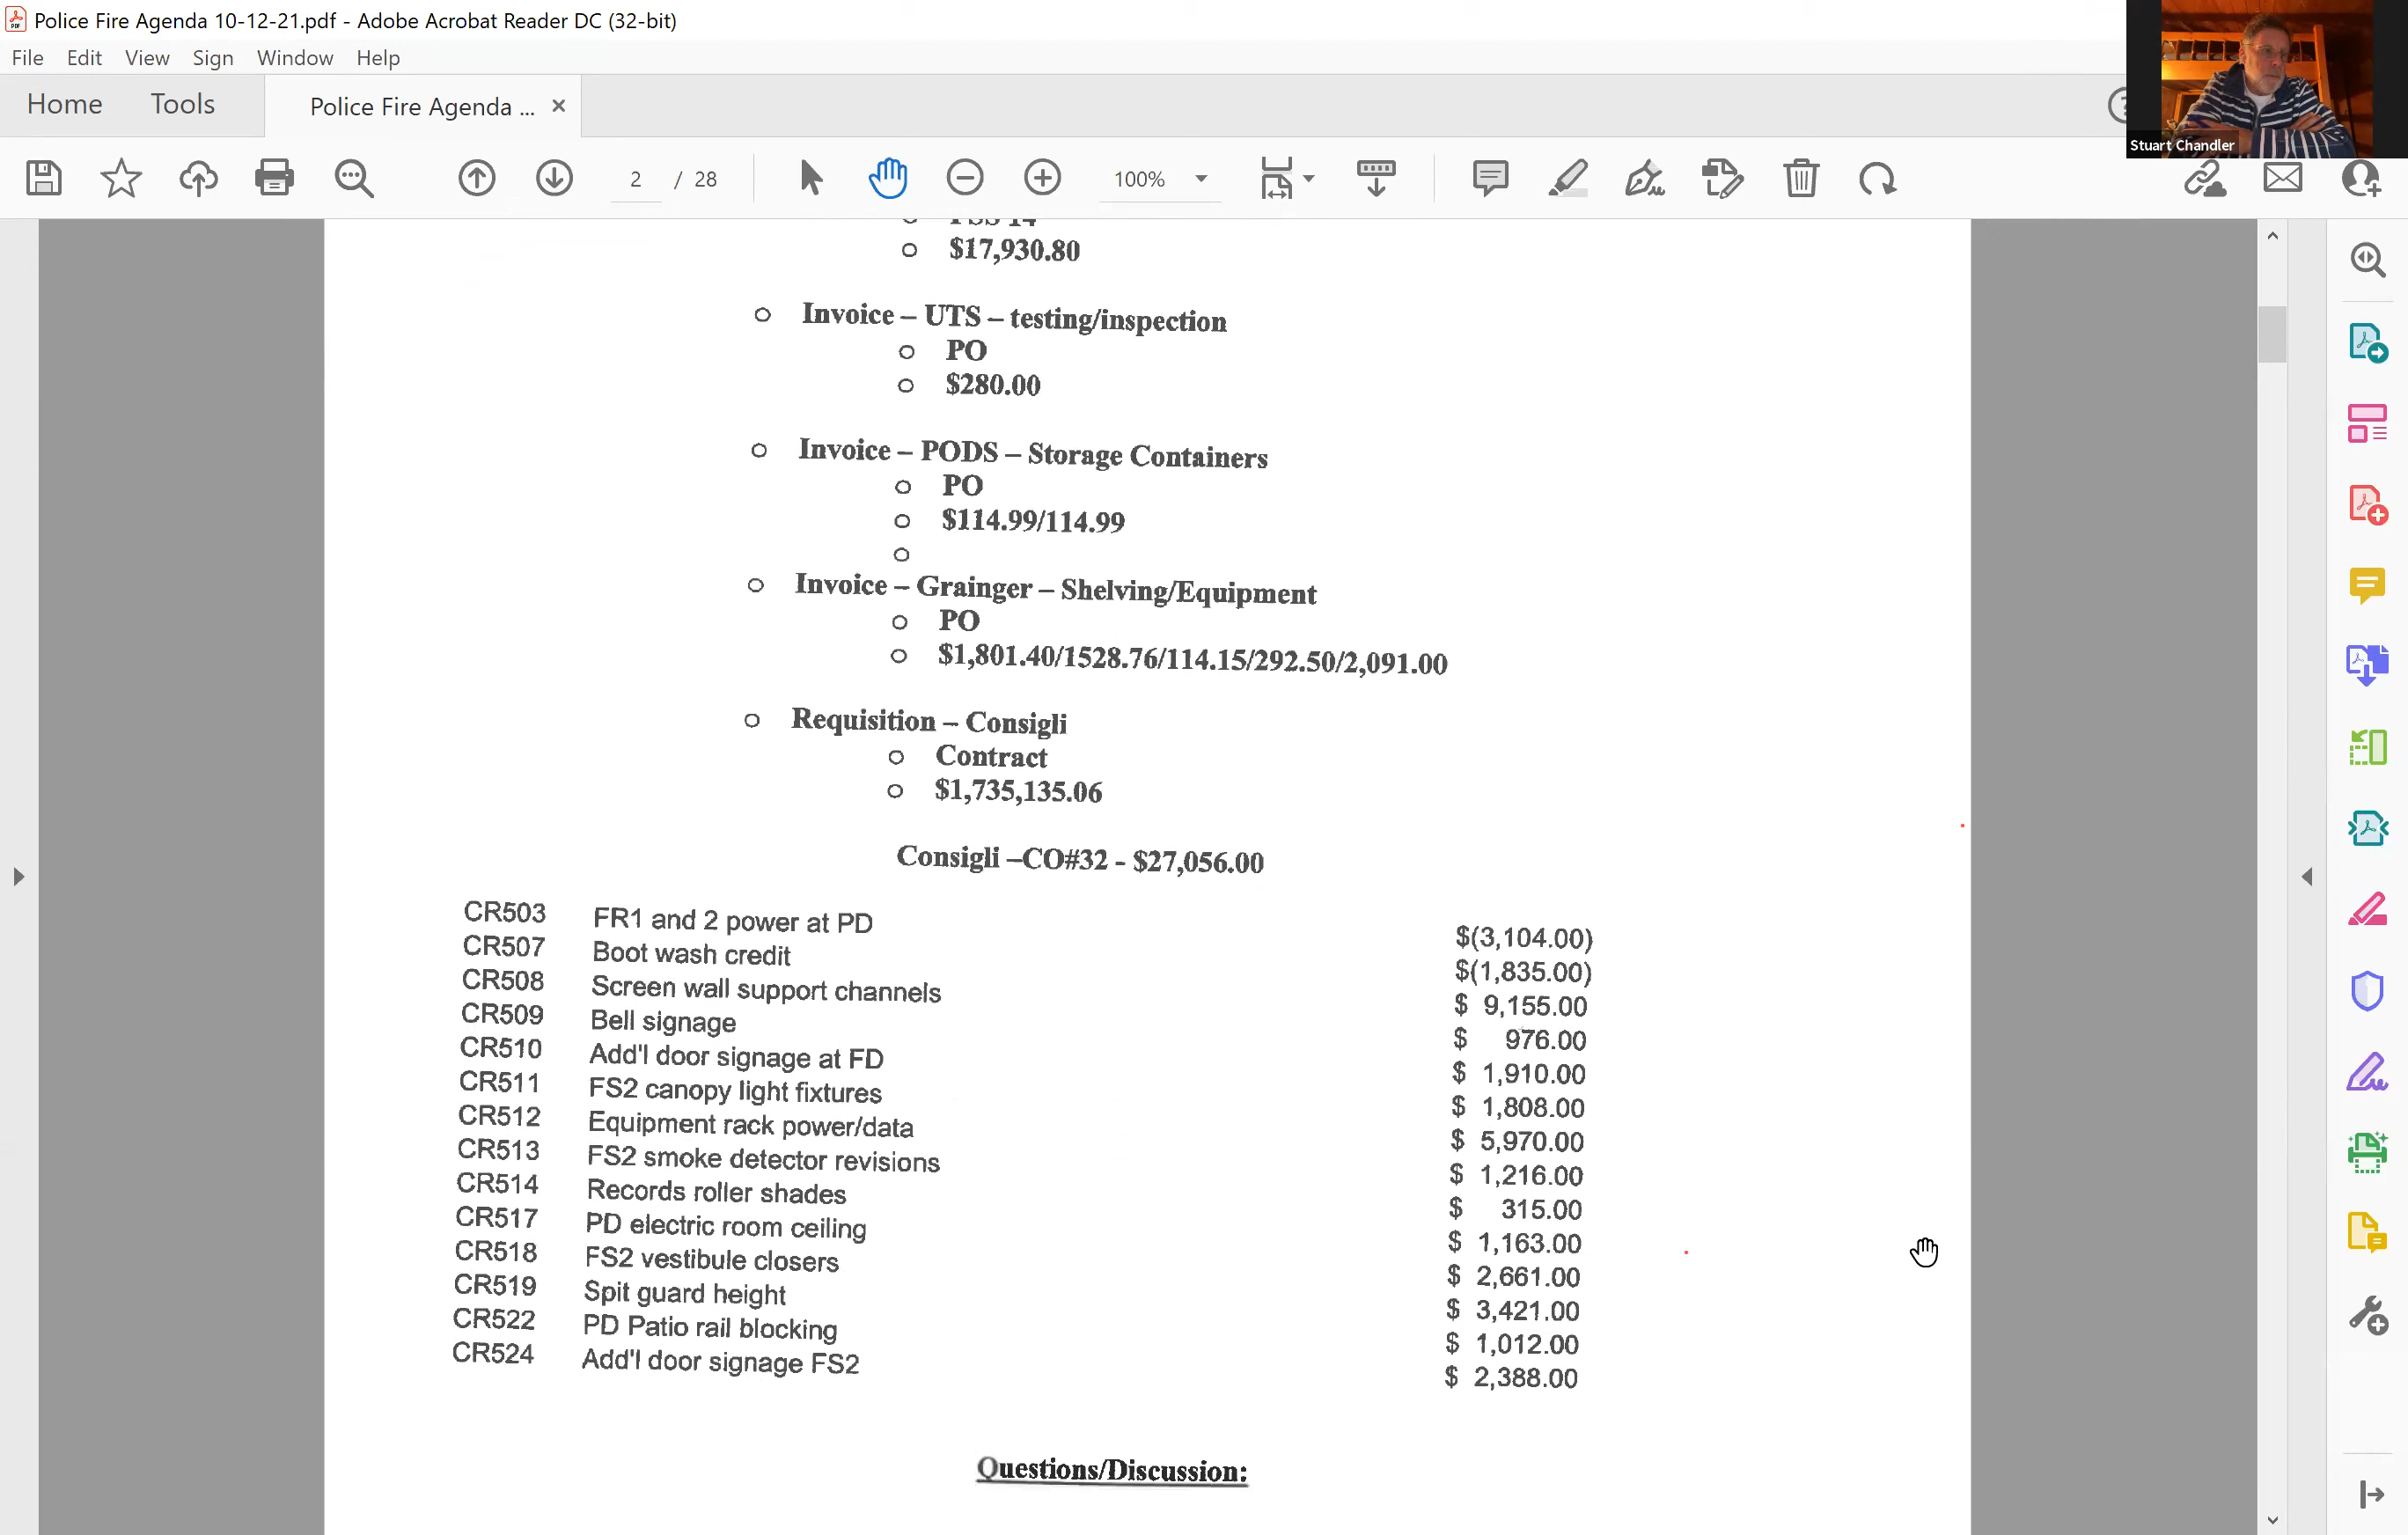 Police Fire Agenda 10-12-21.pdf - Adobe Acrobat Reader DC (32-bit)
File Edit View Sign Window Help
Home Tools Police Fire Agenda ... ×
2 / 28 100%
Stuart Chandler
$17,930.80
Invoice – UTS – testing/inspection
PO
$280.00
Invoice – PODS – Storage Containers
PO
$114.99/114.99
Invoice – Grainger – Shelving/Equipment
PO
$1,801.40/1528.76/114.15/292.50/2,091.00
Requisition – Consigli
Contract
$1,735,135.06
Consigli –CO#32 - $27,056.00
CR503 FR1 and 2 power at PD $(3,104.00)
CR507 Boot wash credit $(1,835.00)
CR508 Screen wall support channels $ 9,155.00
CR509 Bell signage $ 976.00
CR510 Add'l door signage at FD $ 1,910.00
CR511 FS2 canopy light fixtures $ 1,808.00
CR512 Equipment rack power/data $ 5,970.00
CR513 FS2 smoke detector revisions $ 1,216.00
CR514 Records roller shades $ 315.00
CR517 PD electric room ceiling $ 1,163.00
CR518 FS2 vestibule closers $ 2,661.00
CR519 Spit guard height $ 3,421.00
CR522 PD Patio rail blocking $ 1,012.00
CR524 Add'l door signage FS2 $ 2,388.00
Questions/Discussion: